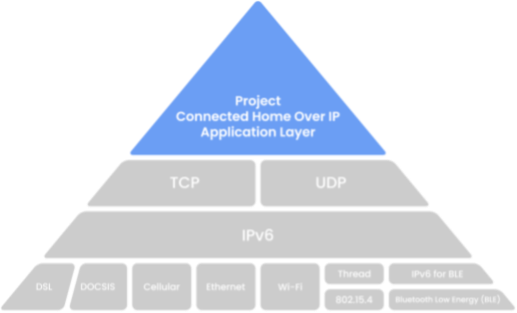 Project
Connected Home Over IP
Application Layer
TCP
UDP
IPv6
DSL
DOCSIS
Cellular
Ethernet
Wi-Fi
Thread
IPv6 for BLE
802.15.4
Bluetooth Low Energy (BLE)